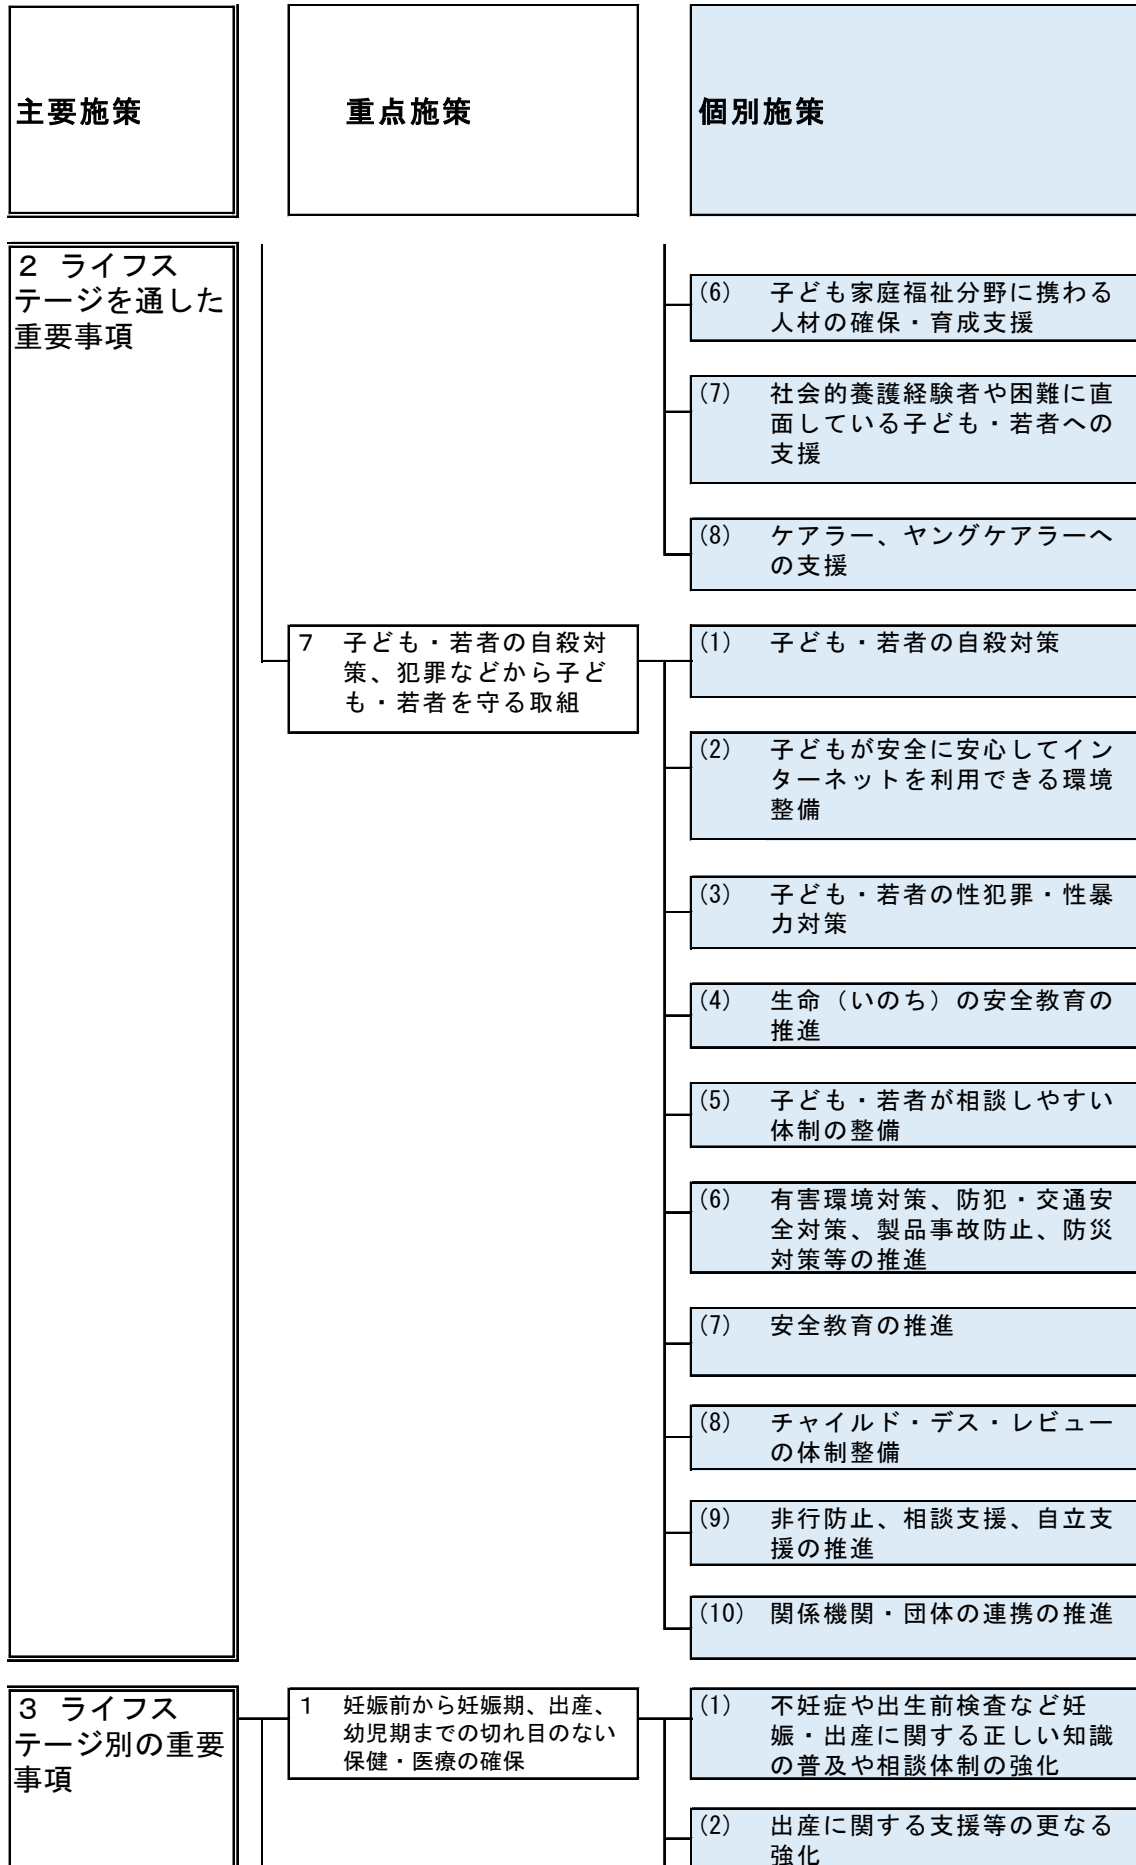 主要施策
重点施策
個別施策
２　ライフス
テージを通した
重要事項
(6)　子ども家庭福祉分野に携わる
人材の確保・育成支援
(7)　社会的養護経験者や困難に直
面している子ども・若者への
支援
(8)　ケアラー、ヤングケアラーへ
の支援
７　子ども・若者の自殺対
策、犯罪などから子ど
も・若者を守る取組
(1)　子ども・若者の自殺対策
(2)　子どもが安全に安心してイン
ターネットを利用できる環境
整備
(3)　子ども・若者の性犯罪・性暴
力対策
(4)　生命（いのち）の安全教育の
推進
(5)　子ども・若者が相談しやすい
体制の整備
(6)　有害環境対策、防犯・交通安
全対策、製品事故防止、防災
対策等の推進
(7)　安全教育の推進
(8)　チャイルド・デス・レビュー
の体制整備
(9)　非行防止、相談支援、自立支
援の推進
(10)　関係機関・団体の連携の推進
３　ライフス
テージ別の重要
事項
１　妊娠前から妊娠期、出産、
幼児期までの切れ目のない
保健・医療の確保
(1)　不妊症や出生前検査など妊
娠・出産に関する正しい知識
の普及や相談体制の強化
(2)　出産に関する支援等の更なる
強化